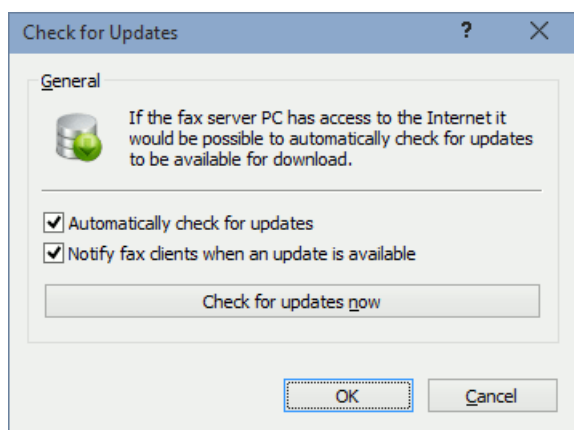 Check for Updates
?
General
If the fax server PC has access to the Internet it
would be possible to automatically check for updates
to be available for download.
Automatically check for updates
Notify fax clients when an update is available
Check for updates now
OK
Cancel